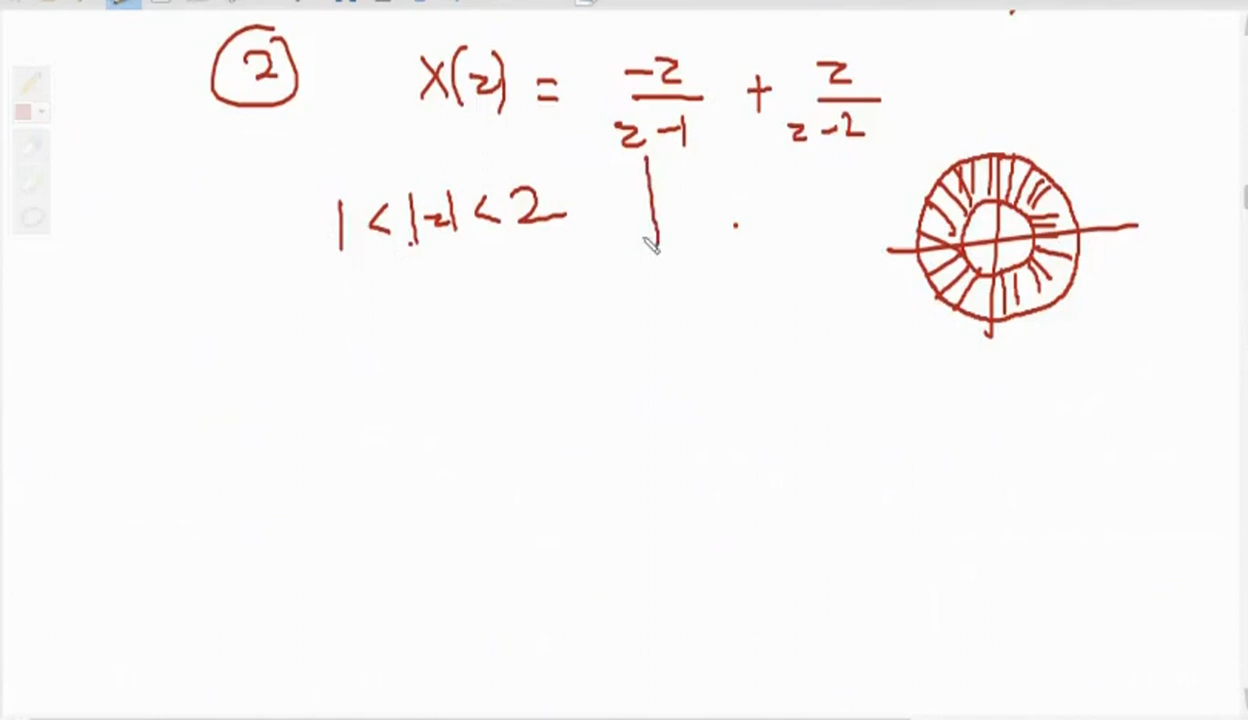 2
X(z) = -z/z-1 + z/z-2
1 < |z| < 2